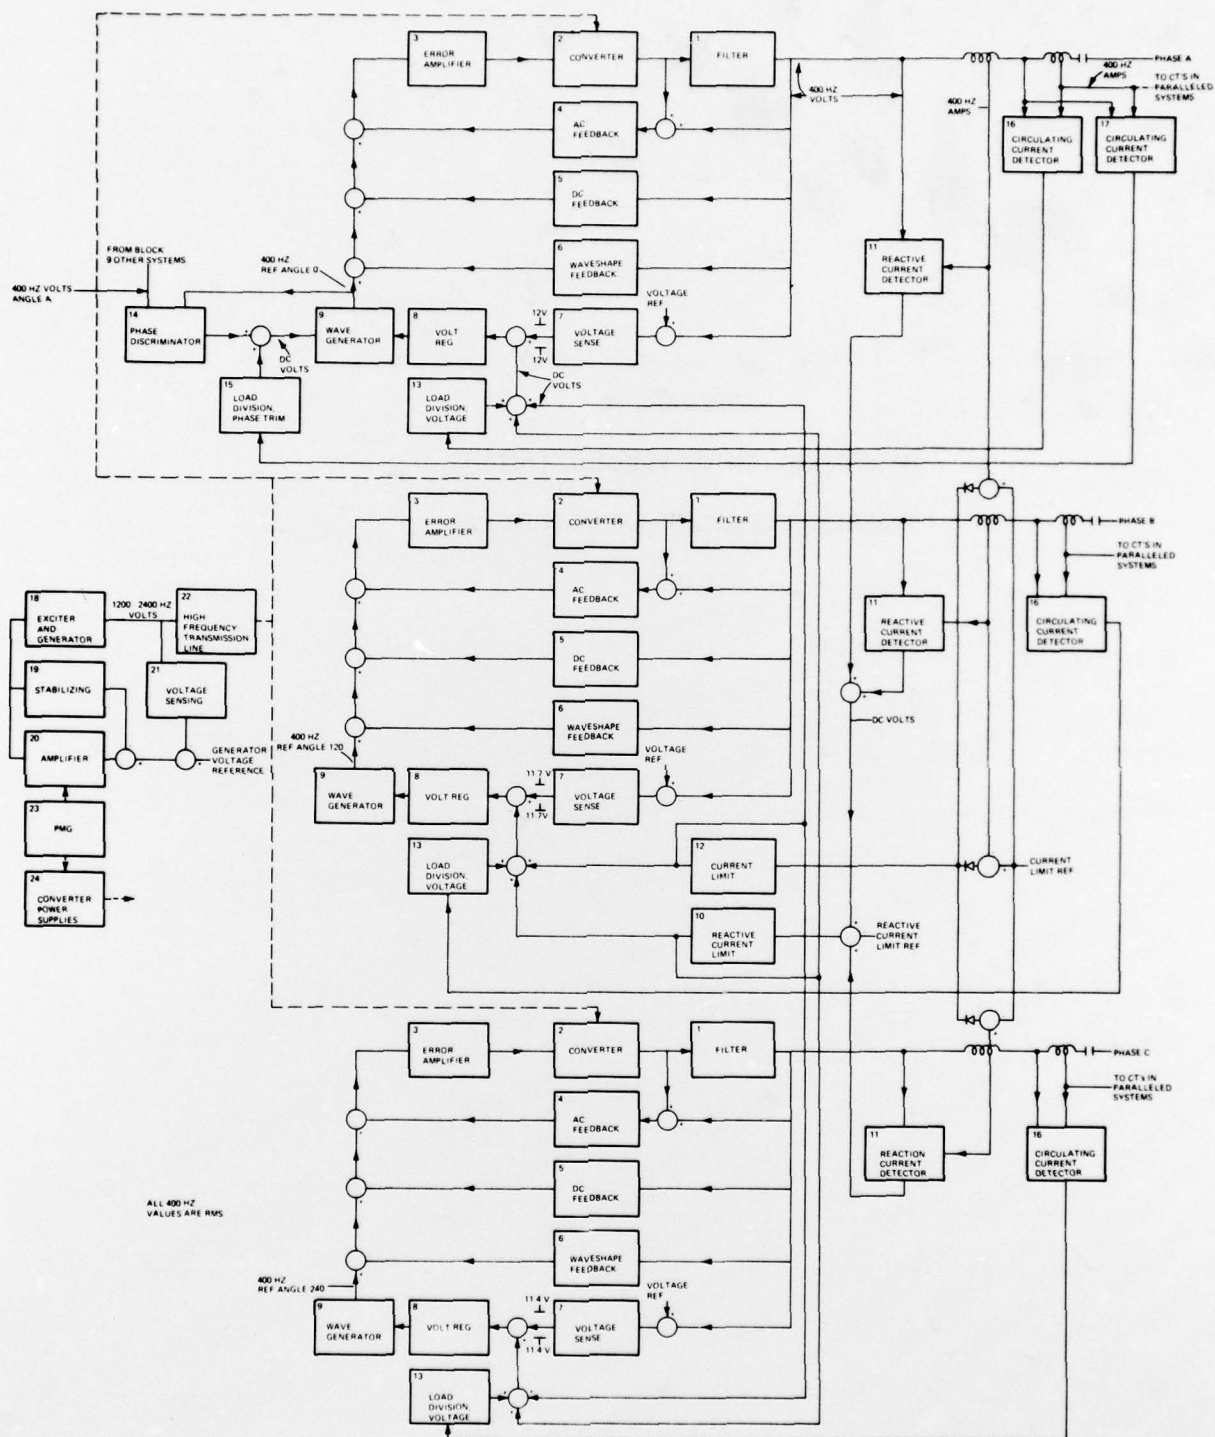 3
ERROR
AMPLIFIER
2
CONVERTER
1
FILTER
PHASE A
400 HZ
AMPS
TO CT'S IN
PARALLELED
SYSTEMS
400 HZ
VOLTS
400 HZ
AMPS
4
AC
FEEDBACK
16
CIRCULATING
CURRENT
DETECTOR
17
CIRCULATING
CURRENT
DETECTOR
5
DC
FEEDBACK
FROM BLOCK
9 OTHER SYSTEMS
400 HZ
REF ANGLE 0
6
WAVESHAPE
FEEDBACK
11
REACTIVE
CURRENT
DETECTOR
400 HZ VOLTS
ANGLE A
14
PHASE
DISCRIMINATOR
9
WAVE
GENERATOR
8
VOLT
REG
12V
12V
7
VOLTAGE
SENSE
VOLTAGE
REF
DC
VOLTS
DC
VOLTS
15
LOAD
DIVISION,
PHASE TRIM
13
LOAD
DIVISION,
VOLTAGE
3
ERROR
AMPLIFIER
2
CONVERTER
1
FILTER
PHASE B
TO CT'S IN
PARALLELED
SYSTEMS
4
AC
FEEDBACK
11
REACTIVE
CURRENT
DETECTOR
16
CIRCULATING
CURRENT
DETECTOR
18
EXCITER
AND
GENERATOR
1200 2400 HZ
VOLTS
22
HIGH
FREQUENCY
TRANSMISSION
LINE
5
DC
FEEDBACK
19
STABILIZING
21
VOLTAGE
SENSING
6
WAVESHAPE
FEEDBACK
DC VOLTS
20
AMPLIFIER
GENERATOR
VOLTAGE
REFERENCE
400 HZ
REF ANGLE 120
VOLTAGE
REF
9
WAVE
GENERATOR
8
VOLT REG
11.7 V
11.7V
7
VOLTAGE
SENSE
23
PMG
13
LOAD
DIVISION,
VOLTAGE
12
CURRENT
LIMIT
CURRENT
LIMIT REF
24
CONVERTER
POWER
SUPPLIES
10
REACTIVE
CURRENT
LIMIT
REACTIVE
CURRENT
LIMIT REF
3
ERROR
AMPLIFIER
2
CONVERTER
1
FILTER
PHASE C
TO CT's IN
PARALLELED
SYSTEMS
4
AC
FEEDBACK
11
REACTION
CURRENT
DETECTOR
16
CIRCULATING
CURRENT
DETECTOR
5
DC
FEEDBACK
ALL 400 HZ
VALUES ARE RMS
6
WAVESHAPE
FEEDBACK
400 HZ
REF ANGLE 240
VOLTAGE
REF
9
WAVE
GENERATOR
8
VOLT REG
11.4 V
11.4 V
7
VOLTAGE
SENSE
13
LOAD
DIVISION,
VOLTAGE